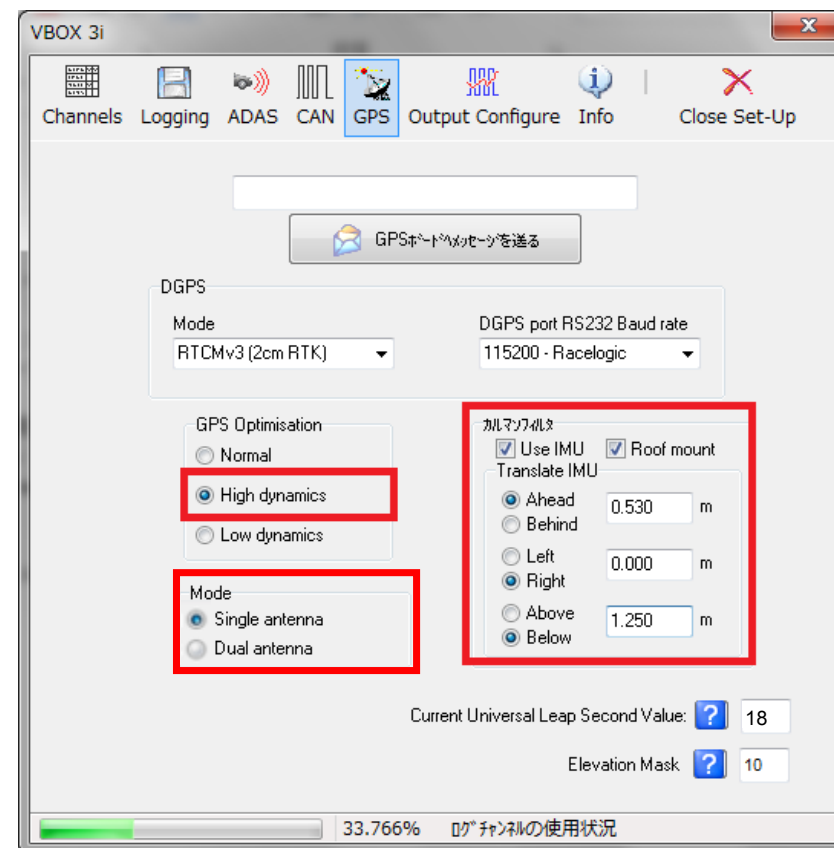 VBOX 3i
Channels Logging ADAS CAN GPS Output Configure Info Close Set-Up
GPSﾎﾞｰﾄﾞへﾒｯｾｰｼﾞを送る
DGPS
Mode
DGPS port RS232 Baud rate
RTCMv3 (2cm RTK)
115200 - Racelogic
GPS Optimisation
Normal
High dynamics
Low dynamics
Mode
Single antenna
Dual antenna
ｶﾙﾏﾝﾌｨﾙﾀ
Use IMU Roof mount
Translate IMU
Ahead
Behind
0.530 m
Left
Right
0.000 m
Above
Below
1.250 m
Current Universal Leap Second Value: ? 18
Elevation Mask ? 10
33.766% ﾛｸﾞﾁｬﾝﾈﾙの使用状況